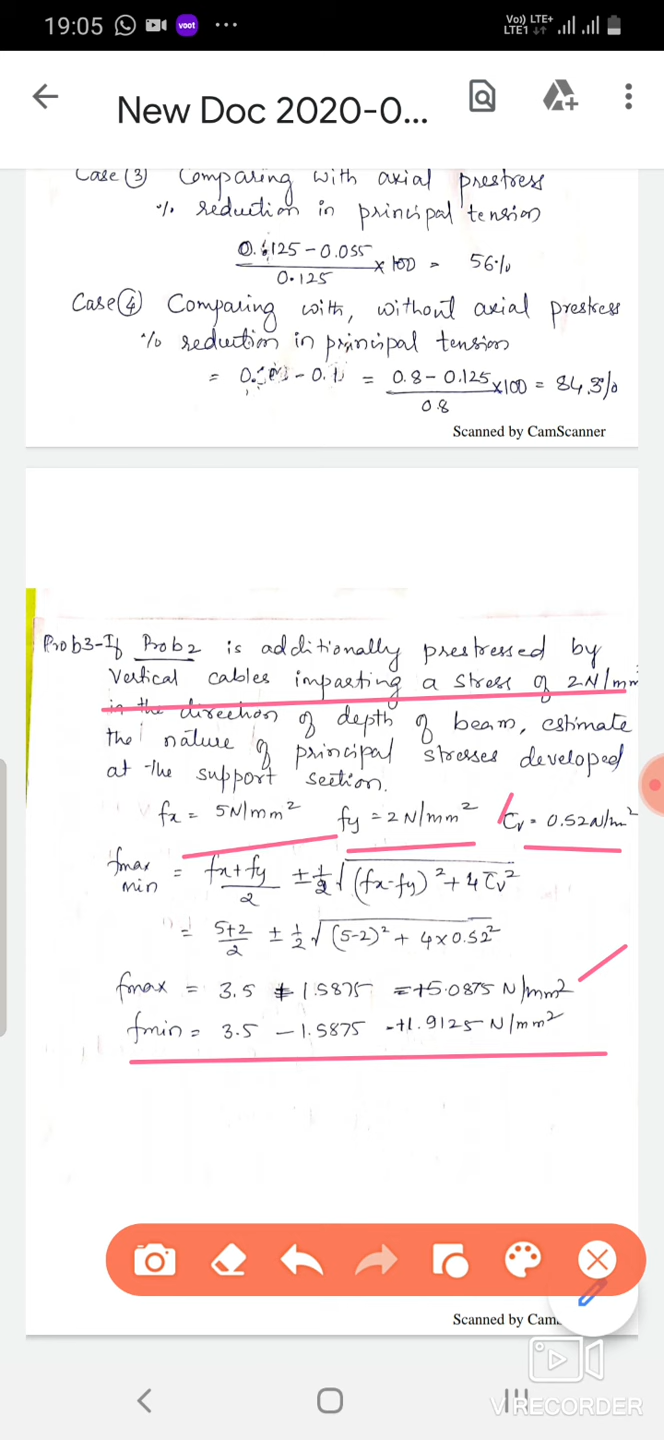 19:05
voot
Vo)) LTE+
LTE1
New Doc 2020-0...
Case (3) Comparing with axial prestress
% reduction in principal tension
0.6125-0.055 / 0.125 × 100 = 56%
Case (4) Comparing with, without axial prestress
% reduction in principal tension
= = 0.8 - 0.125 / 0.8 ×100 = 84.3%
Scanned by CamScanner
Prob3-If Prob2 is additionally prestressed by
vertical cables imparting a stress of 2N/mm
in the direction of depth of beam, estimate
the nature of principal stresses developed
at the support section.
fx = 5N/mm² fy = 2N/mm² τv = 0.52N/m²
fmax min = fx+fy / 2 ± 1/2 √(fx-fy)² + 4τv²
= 5+2 / 2 ± 1/2 √(5-2)² + 4×0.52²
fmax = 3.5 + 1.5875 = +5.0875 N/mm²
fmin = 3.5 - 1.5875 = +1.9125 N/mm²
Scanned by Cam
VIRECORDER